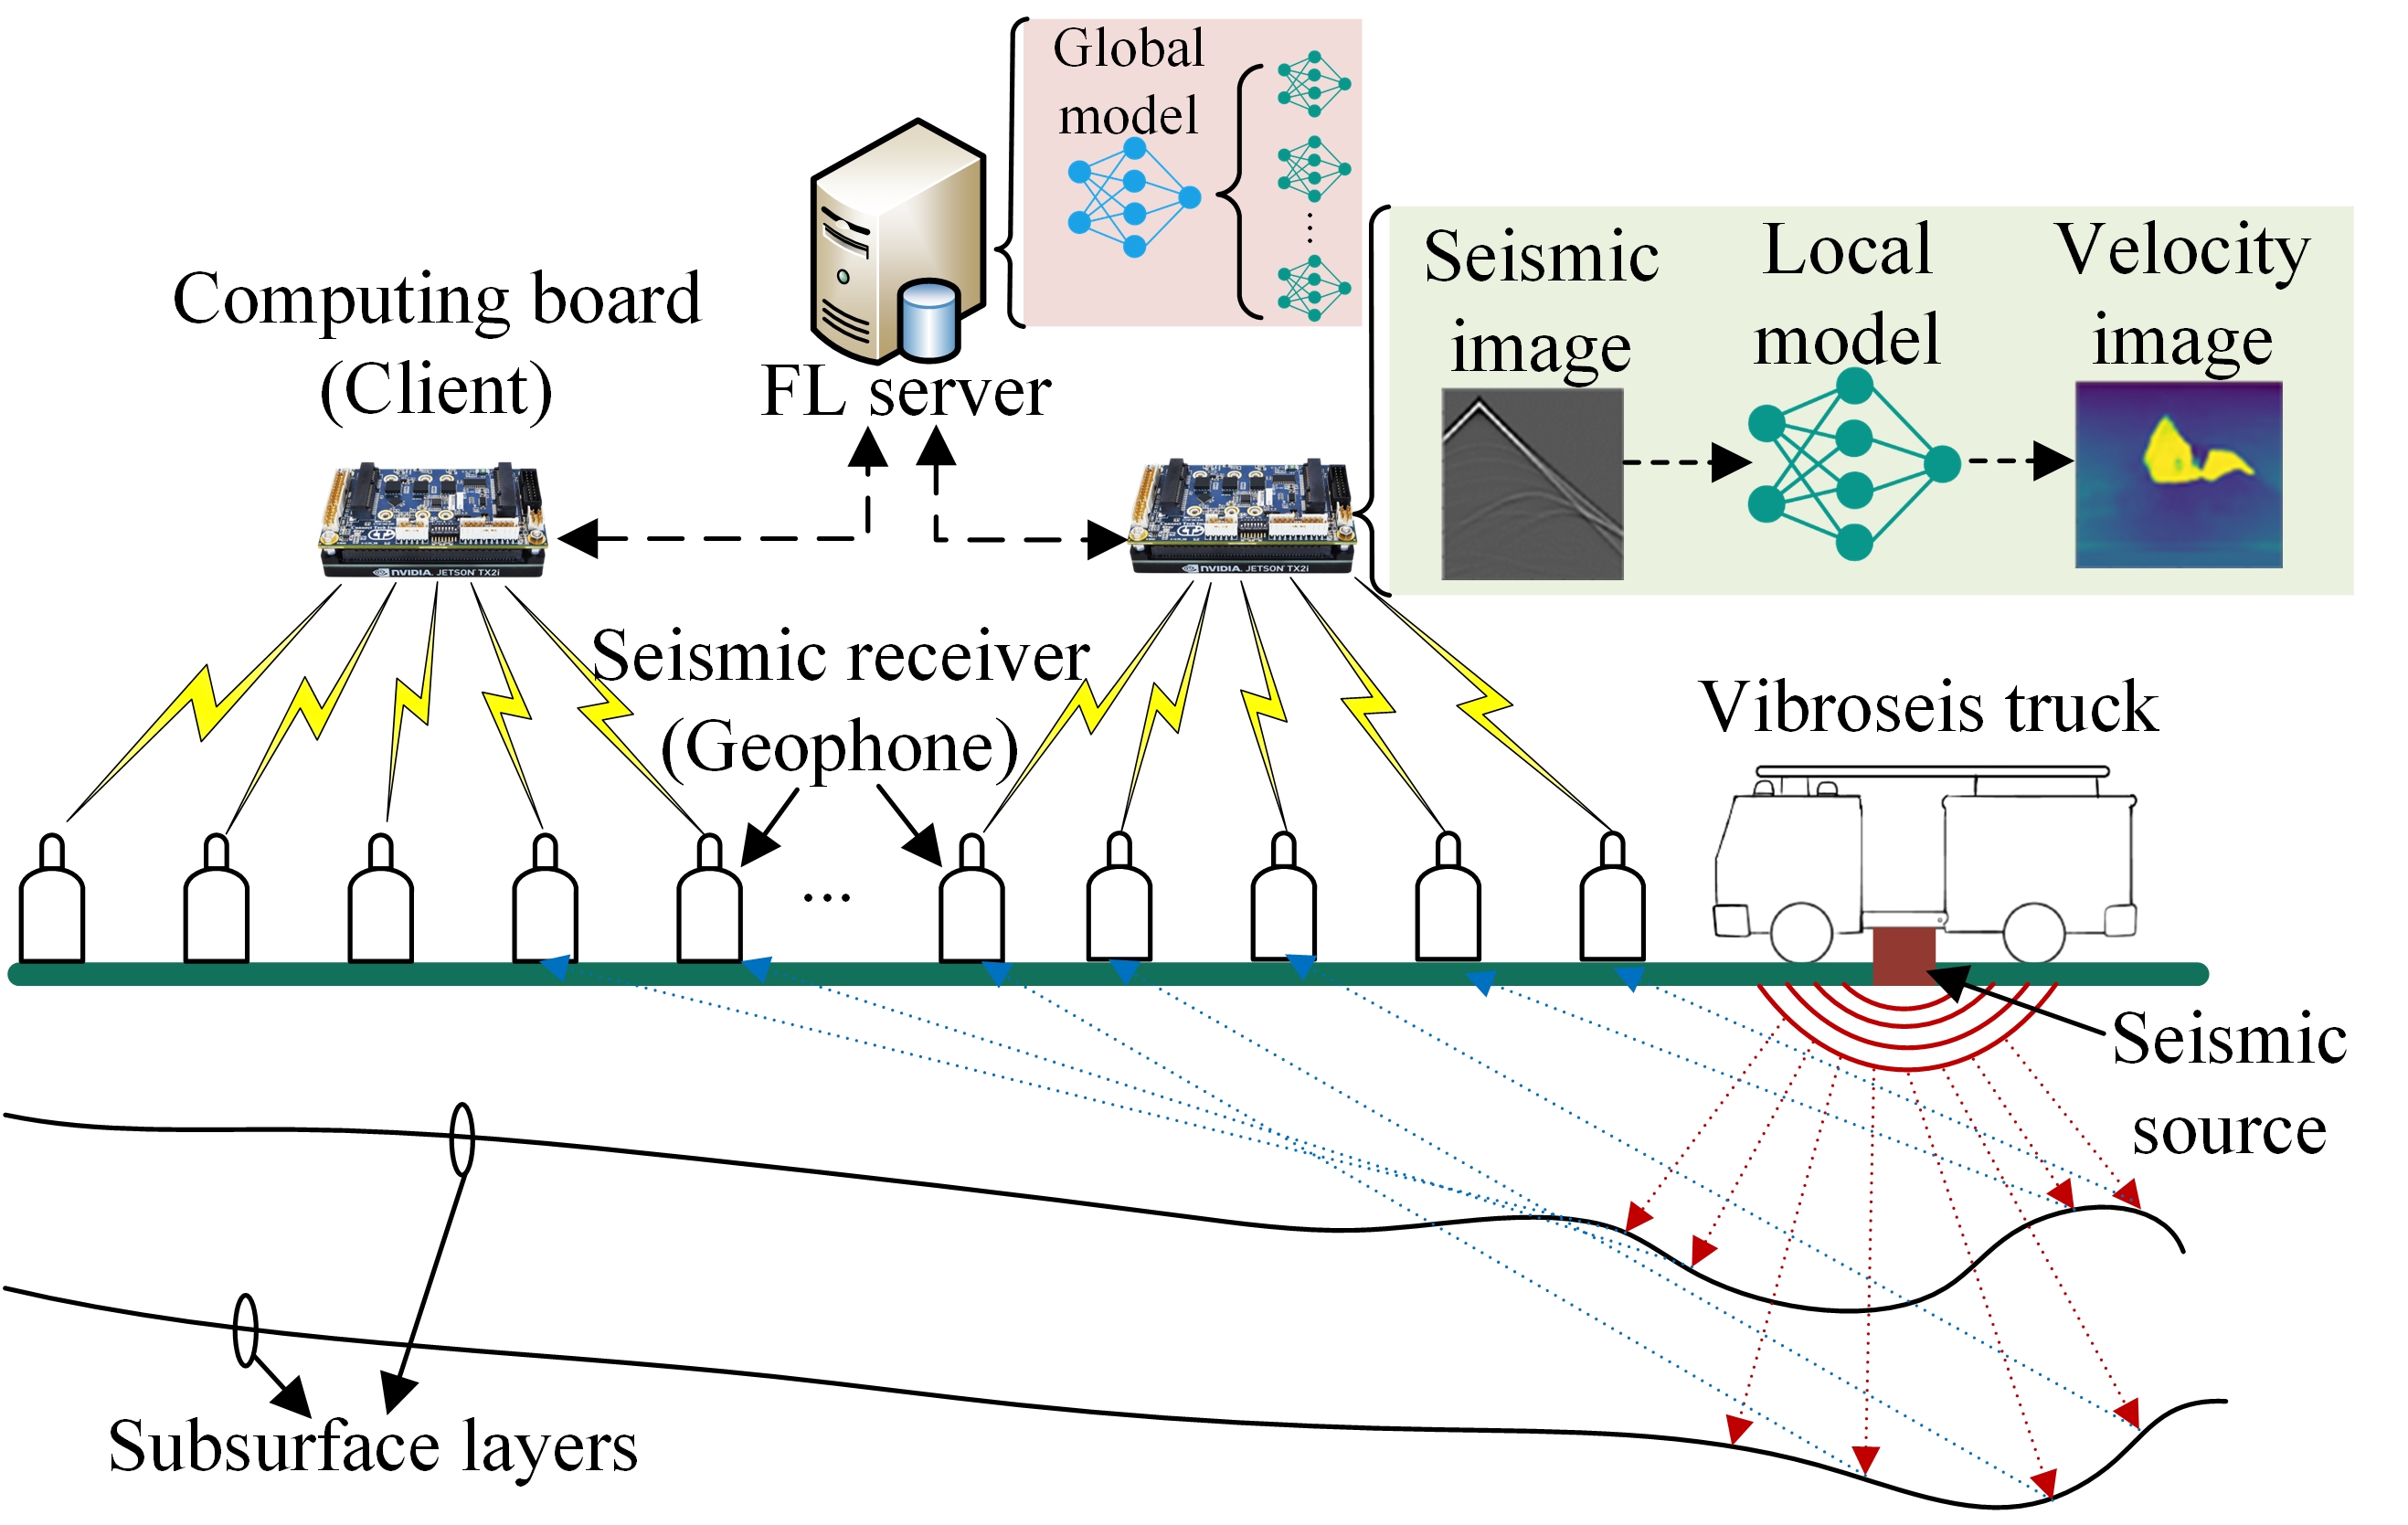 Global
model
Computing board
(Client)
FL server
Seismic
image
Local
model
Velocity
image
NVIDIA. JETSON TX2i
NVIDIA. JETSON TX2i
Seismic receiver
(Geophone)
...
Vibroseis truck
Seismic
source
Subsurface layers